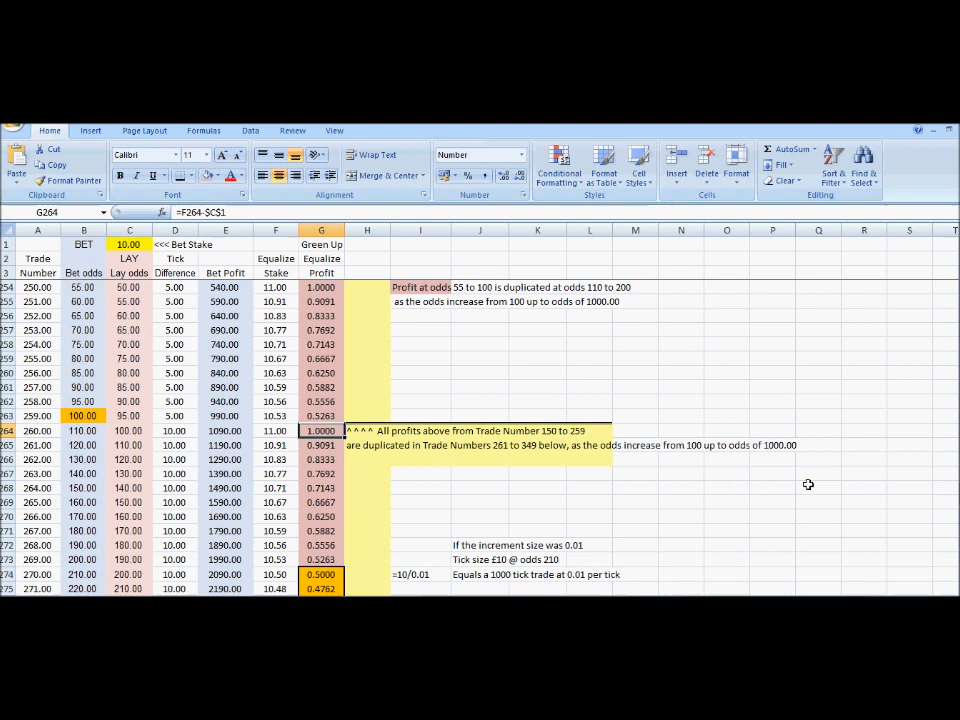 Home Insert Page Layout Formulas Data Review View
Paste Cut Copy Format Painter Clipboard
Calibri 11 B I U Font
Wrap Text Merge & Center Alignment
Number % , Number
Conditional Formatting Format as Table Cell Styles Styles
Insert Delete Format Cells
Σ AutoSum Fill Clear Sort & Filter Find & Select Editing
G264 fx =F264-$C$1
A B C D E F G H I J K L M N O P Q R S T
1 BET 10.00 <<< Bet Stake Green Up
2 Trade LAY Tick Equalize Equalize
3 Number Bet odds Lay odds Difference Bet Pofit Stake Profit
254 250.00 55.00 50.00 5.00 540.00 11.00 1.0000 Profit at odds 55 to 100 is duplicated at odds 110 to 200
255 251.00 60.00 55.00 5.00 590.00 10.91 0.9091 as the odds increase from 100 up to odds of 1000.00
256 252.00 65.00 60.00 5.00 640.00 10.83 0.8333
257 253.00 70.00 65.00 5.00 690.00 10.77 0.7692
258 254.00 75.00 70.00 5.00 740.00 10.71 0.7143
259 255.00 80.00 75.00 5.00 790.00 10.67 0.6667
260 256.00 85.00 80.00 5.00 840.00 10.63 0.6250
261 257.00 90.00 85.00 5.00 890.00 10.59 0.5882
262 258.00 95.00 90.00 5.00 940.00 10.56 0.5556
263 259.00 100.00 95.00 5.00 990.00 10.53 0.5263
264 260.00 110.00 100.00 10.00 1090.00 11.00 1.0000 ^ ^ ^ ^ All profits above from Trade Number 150 to 259
265 261.00 120.00 110.00 10.00 1190.00 10.91 0.9091 are duplicated in Trade Numbers 261 to 349 below, as the odds increase from 100 up to odds of 1000.00
266 262.00 130.00 120.00 10.00 1290.00 10.83 0.8333
267 263.00 140.00 130.00 10.00 1390.00 10.77 0.7692
268 264.00 150.00 140.00 10.00 1490.00 10.71 0.7143
269 265.00 160.00 150.00 10.00 1590.00 10.67 0.6667
270 266.00 170.00 160.00 10.00 1690.00 10.63 0.6250
271 267.00 180.00 170.00 10.00 1790.00 10.59 0.5882
272 268.00 190.00 180.00 10.00 1890.00 10.56 0.5556 If the increment size was 0.01
273 269.00 200.00 190.00 10.00 1990.00 10.53 0.5263 Tick size £10 @ odds 210
274 270.00 210.00 200.00 10.00 2090.00 10.50 0.5000 =10/0.01 Equals a 1000 tick trade at 0.01 per tick
275 271.00 220.00 210.00 10.00 2190.00 10.48 0.4762